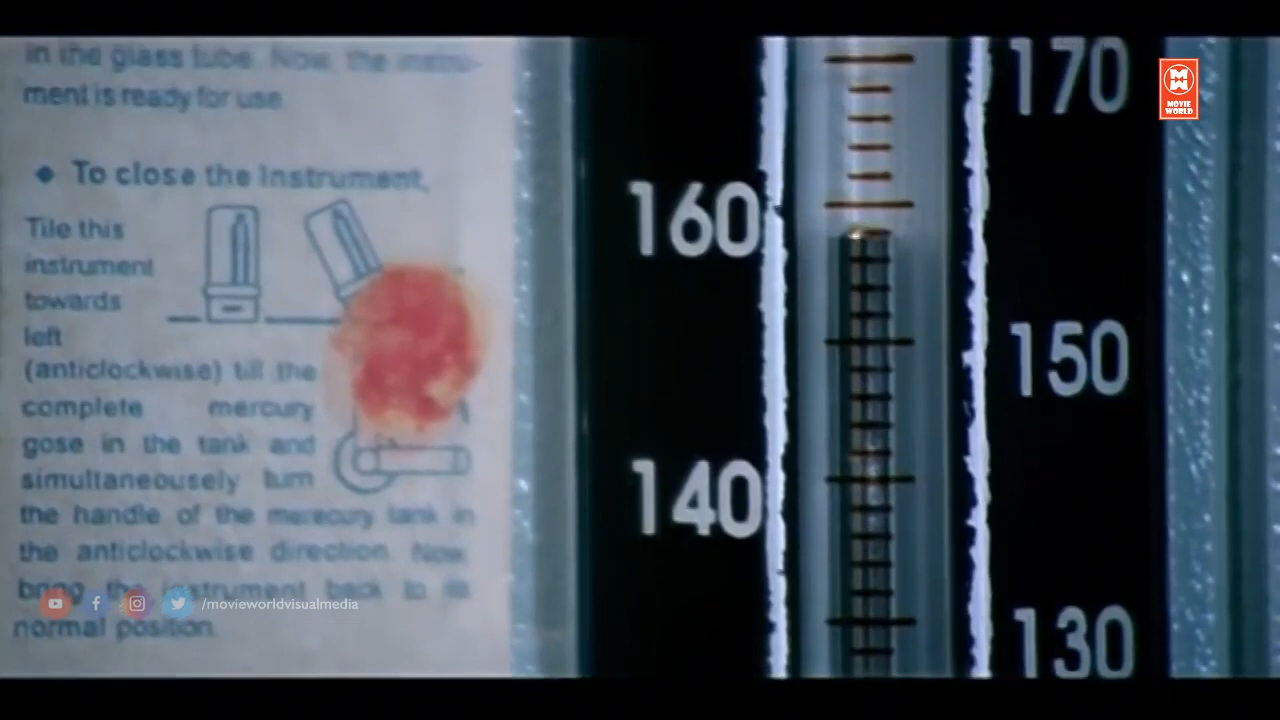 in the glass tube. Now, the instru-
ment is ready for use.
To close the Instrument,
Tile this
instrument
towards
left
(anticlockwise) till the
complete mercury
gose in the tank and
simultaneousely turn
the handle of the merecury tank in
the anticlockwise direction. Now
bring the instrument back to its
normal position.
/movieworldvisualmedia
160
140
170
150
130
MOVIE
WORLD